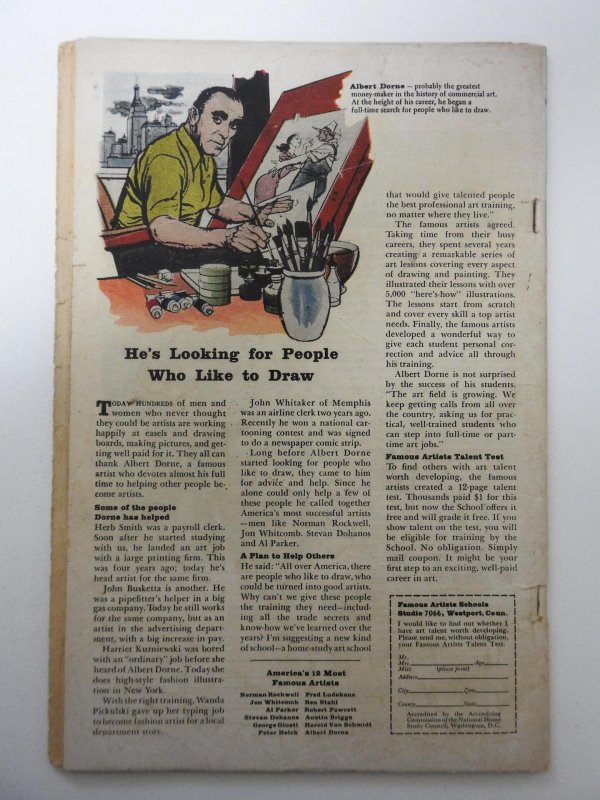 Albert Dorne — probably the greatest
money-maker in the history of commercial art.
At the height of his career, he began a
full-time search for people who like to draw.
He's Looking for People
Who Like to Draw
TODAY HUNDREDS of men and
women who never thought
they could be artists are working
happily at easels and drawing
boards, making pictures, and get-
ting well paid for it. They all can
thank Albert Dorne, a famous
artist who devotes almost his full
time to helping other people be-
come artists.
Some of the people
Dorne has helped
Herb Smith was a payroll clerk.
Soon after he started studying
with us, he landed an art job
with a large printing firm. This
was four years ago; today he's
head artist for the same firm.
John Busketta is another. He
was a pipefitter's helper in a big
gas company. Today he still works
for the same company, but as an
artist in the advertising depart-
ment, with a big increase in pay.
Harriet Kuzniewski was bored
with an "ordinary" job before she
heard of Albert Dorne. Today she
does high-style fashion illustra-
tion in New York.
With the right training, Wanda
Pickulski gave up her typing job
to become fashion artist for a local
department store.
John Whitaker of Memphis
was an airline clerk two years ago.
Recently he won a national car-
tooning contest and was signed
to do a newspaper comic strip.
Long before Albert Dorne
started looking for people who
like to draw, they came to him
for advice and help. Since he
alone could only help a few of
these people he called together
America's most successful artists
—men like Norman Rockwell,
Jon Whitcomb, Stevan Dohanos
and Al Parker.
A Plan to Help Others
He said: "All over America, there
are people who like to draw, who
could be turned into good artists.
Why can't we give these people
the training they need—includ-
ing all the trade secrets and
know-how we've learned over the
years? I'm suggesting a new kind
of school—a home study art school
America's 12 Most
Famous Artists
Norman Rockwell Fred Ludekens
Jon Whitcomb Ben Stahl
Al Parker Robert Fawcett
Stevan Dohanos Austin Briggs
George Giusti Harold Von Schmidt
Peter Helck Albert Dorne
that would give talented people
the best professional art training,
no matter where they live."
The famous artists agreed.
Taking time from their busy
careers, they spent several years
creating a remarkable series of
art lessons covering every aspect
of drawing and painting. They
illustrated their lessons with over
5,000 "here's-how" illustrations.
The lessons start from scratch
and cover every skill a top artist
needs. Finally, the famous artists
developed a wonderful way to
give each student personal cor-
rection and advice all through
his training.
Albert Dorne is not surprised
by the success of his students.
"The art field is growing. We
keep getting calls from all over
the country, asking us for prac-
tical, well-trained students who
can step into full-time or part-
time art jobs."
Famous Artists Talent Test
To find others with art talent
worth developing, the famous
artists created a 12-page talent
test. Thousands paid $1 for this
test, but now the School offers it
free and will grade it free. If you
show talent on the test, you will
be eligible for training by the
School. No obligation. Simply
mail coupon. It might be your
first step to an exciting, well-paid
career in art.
Famous Artists Schools
Studio 7066, Westport, Conn.
I would like to find out whether I
have art talent worth developing.
Please send me, without obligation,
your Famous Artists Talent Test.
Mr.
Mrs. Age
Miss (please print)
Address
City Zone
County State
Accredited by the Accrediting
Commission of the National Home
Study Council, Washington, D.C.